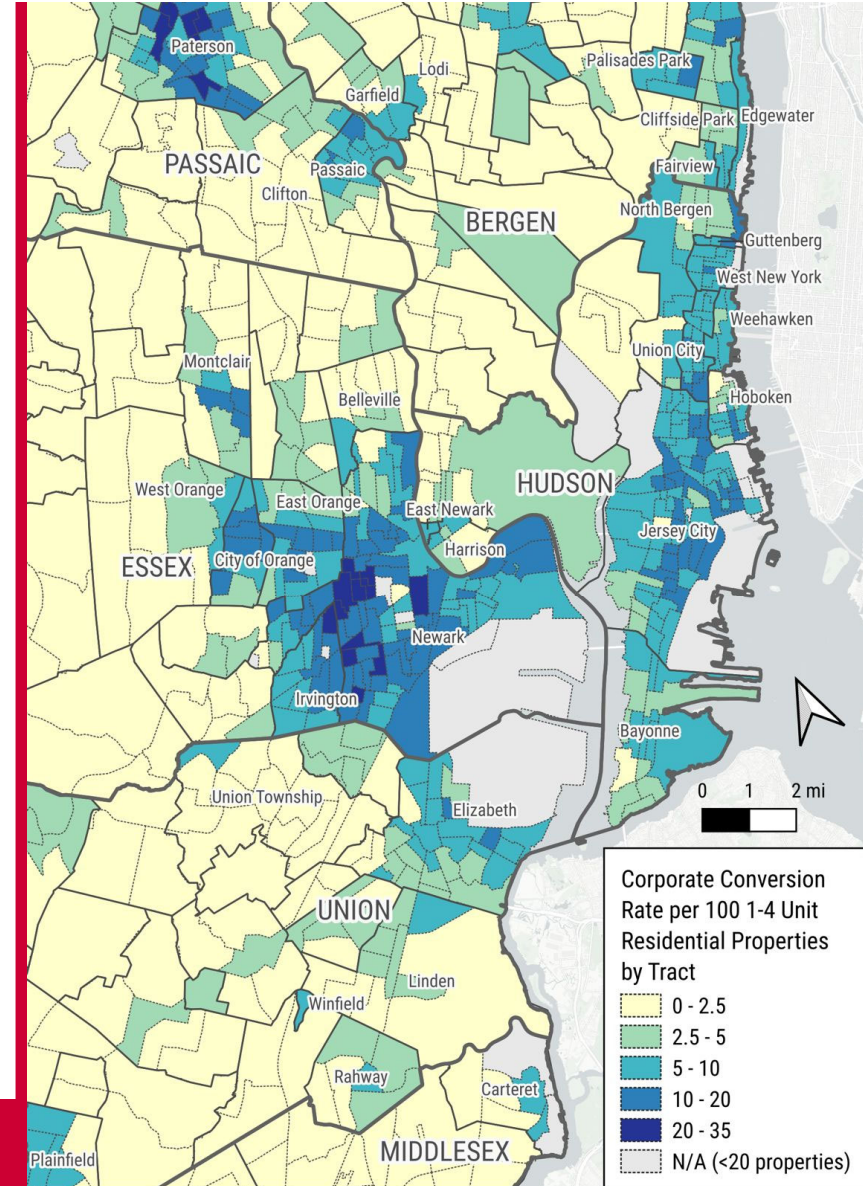 Paterson
Lodi
Palisades Park
Garfield
Cliffside Park
Edgewater
PASSAIC
Passaic
Fairview
Clifton
North Bergen
BERGEN
Guttenberg
West New York
Weehawken
Union City
Montclair
Hoboken
Belleville
West Orange
East Orange
East Newark
HUDSON
Jersey City
Harrison
ESSEX
City of Orange
Newark
Irvington
Bayonne
0 1 2 mi
Union Township
Elizabeth
UNION
Linden
Winfield
Rahway
Carteret
MIDDLESEX
Plainfield
Corporate Conversion
Rate per 100 1-4 Unit
Residential Properties
by Tract
0 - 2.5
2.5 - 5
5 - 10
10 - 20
20 - 35
N/A (<20 properties)